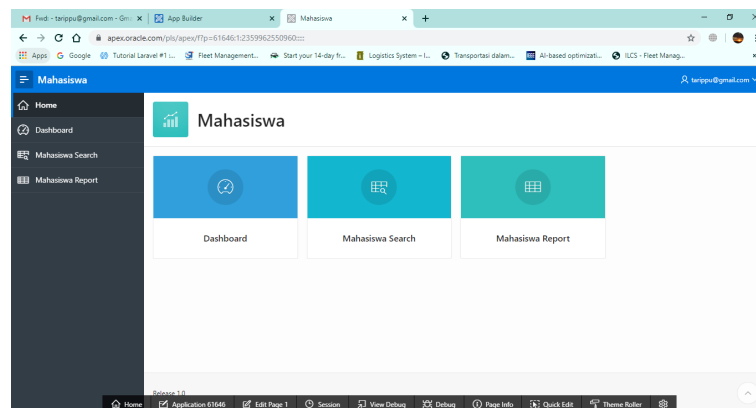 Fwd: - tarippu@gmail.com - Gm
App Builder
Mahasiswa
apex.oracle.com/pls/apex/f?p=61646:1:2359962550960:::::
Apps
Google
Tutorial Laravel #1 :...
Fleet Management...
Start your 14-day fr...
Logistics System – I...
Transportasi dalam...
AI-based optimizati...
ILCS - Fleet Manag...
Mahasiswa
tarippu@gmail.com
Home
Dashboard
Mahasiswa Search
Mahasiswa Report
Mahasiswa
Dashboard
Mahasiswa Search
Mahasiswa Report
Release 1.0
Home
Application 61646
Edit Page 1
Session
View Debug
Debug
Page Info
Quick Edit
Theme Roller